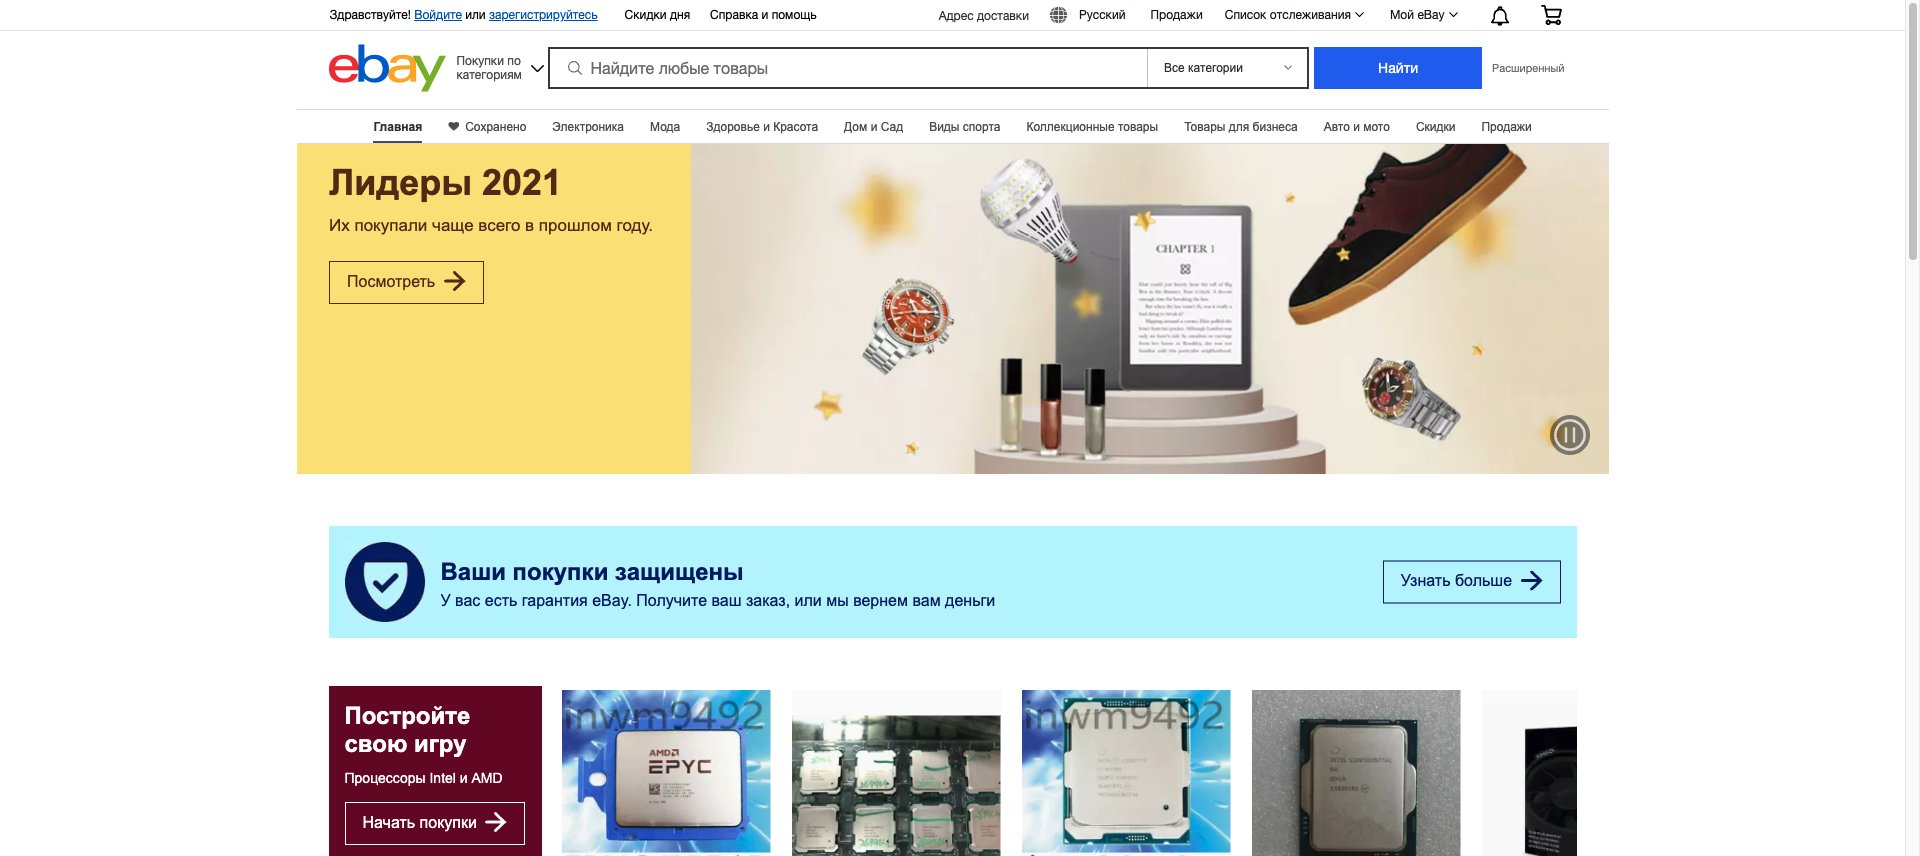 Здравствуйте! Войдите или зарегистрируйтесь
Скидки дня
Справка и помощь
Адрес доставки
Русский
Продажи
Список отслеживания
Мой eBay
ebay
Покупки по
категориям
Найдите любые товары
Все категории
Найти
Расширенный
Главная
Сохранено
Электроника
Мода
Здоровье и Красота
Дом и Сад
Виды спорта
Коллекционные товары
Товары для бизнеса
Авто и мото
Скидки
Продажи
Лидеры 2021
Их покупали чаще всего в прошлом году.
Посмотреть
CHAPTER 1
Ваши покупки защищены
У вас есть гарантия eBay. Получите ваш заказ, или мы вернем вам деньги
Узнать больше
Постройте
свою игру
Процессоры Intel и AMD
Начать покупки
inwm9492
AMD
EPYC
inwm9492
INTEL CONFIDENTIAL